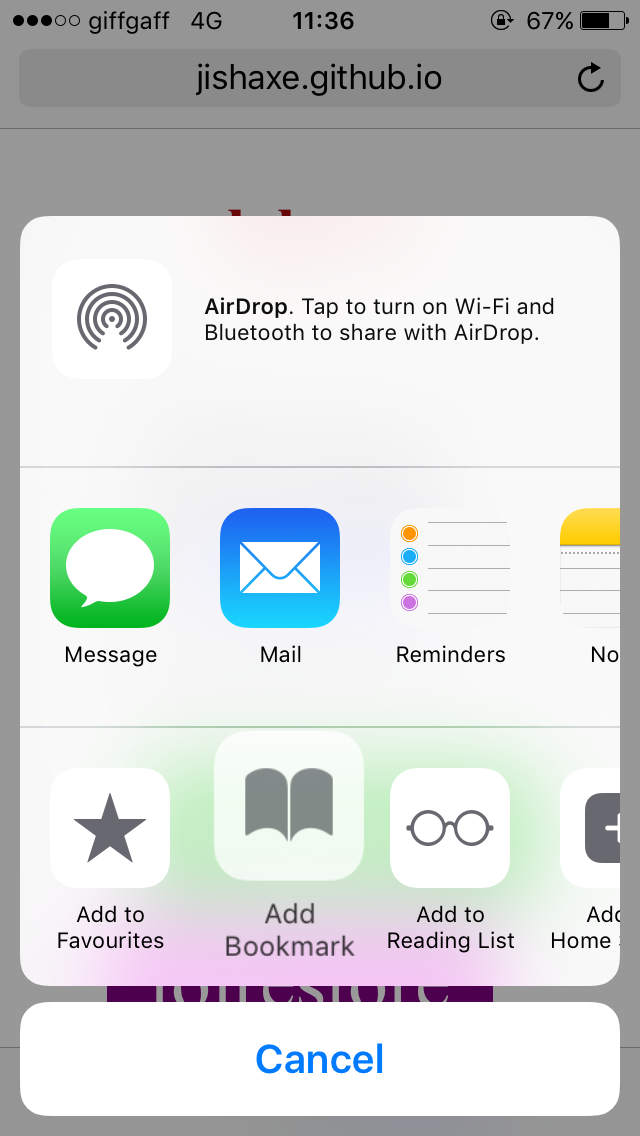 giffgaff 4G 11:36 67%
jishaxe.github.io
AirDrop. Tap to turn on Wi-Fi and
Bluetooth to share with AirDrop.
Message Mail Reminders No
Add to Add Add to Add
Favourites Bookmark Reading List Home
Cancel